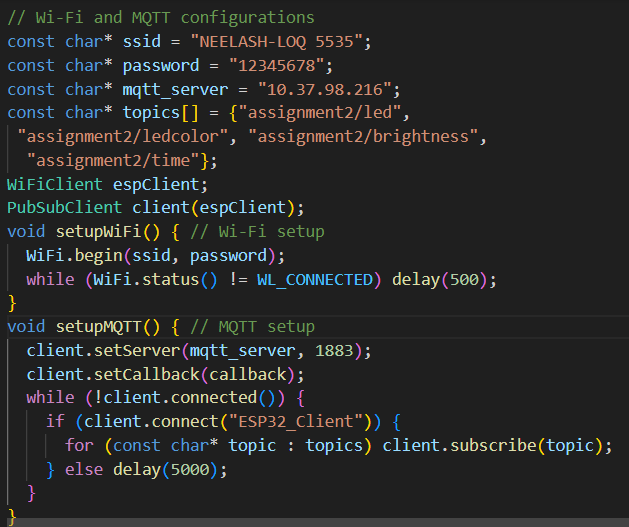 // Wi-Fi and MQTT configurations
const char* ssid = "NEELASH-LOQ 5535";
const char* password = "12345678";
const char* mqtt_server = "10.37.98.216";
const char* topics[] = {"assignment2/led",
"assignment2/ledcolor", "assignment2/brightness",
"assignment2/time"};
WiFiClient espClient;
PubSubClient client(espClient);
void setupWiFi() { // Wi-Fi setup
WiFi.begin(ssid, password);
while (WiFi.status() != WL_CONNECTED) delay(500);
}
void setupMQTT() { // MQTT setup
client.setServer(mqtt_server, 1883);
client.setCallback(callback);
while (!client.connected()) {
if (client.connect("ESP32_Client")) {
for (const char* topic : topics) client.subscribe(topic);
} else delay(5000);
}
}